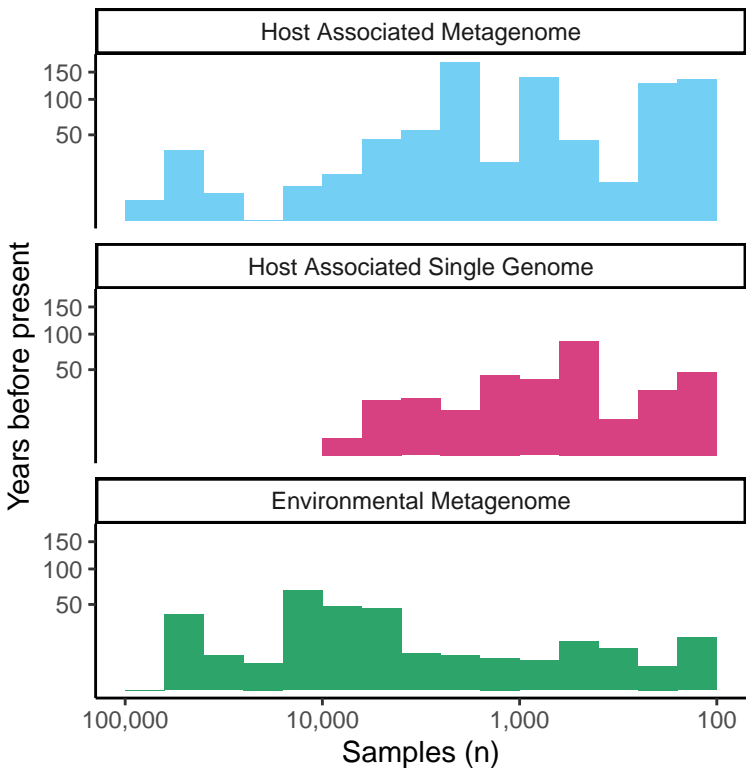 Host Associated Metagenome
150
100
50
Host Associated Single Genome
150
100
50
Environmental Metagenome
150
100
50
Years before present
100,000 10,000 1,000 100
Samples (n)